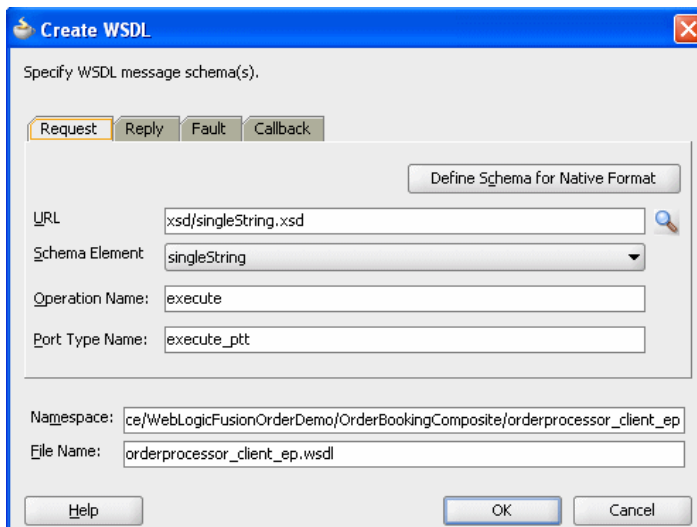 Create WSDL
Specify WSDL message schema(s).
Request Reply Fault Callback
Define Schema for Native Format
URL xsd/singleString.xsd
Schema Element singleString
Operation Name: execute
Port Type Name: execute_ptt
Namespace: ce/WebLogicFusionOrderDemo/OrderBookingComposite/orderprocessor_client_ep
File Name: orderprocessor_client_ep.wsdl
Help OK Cancel